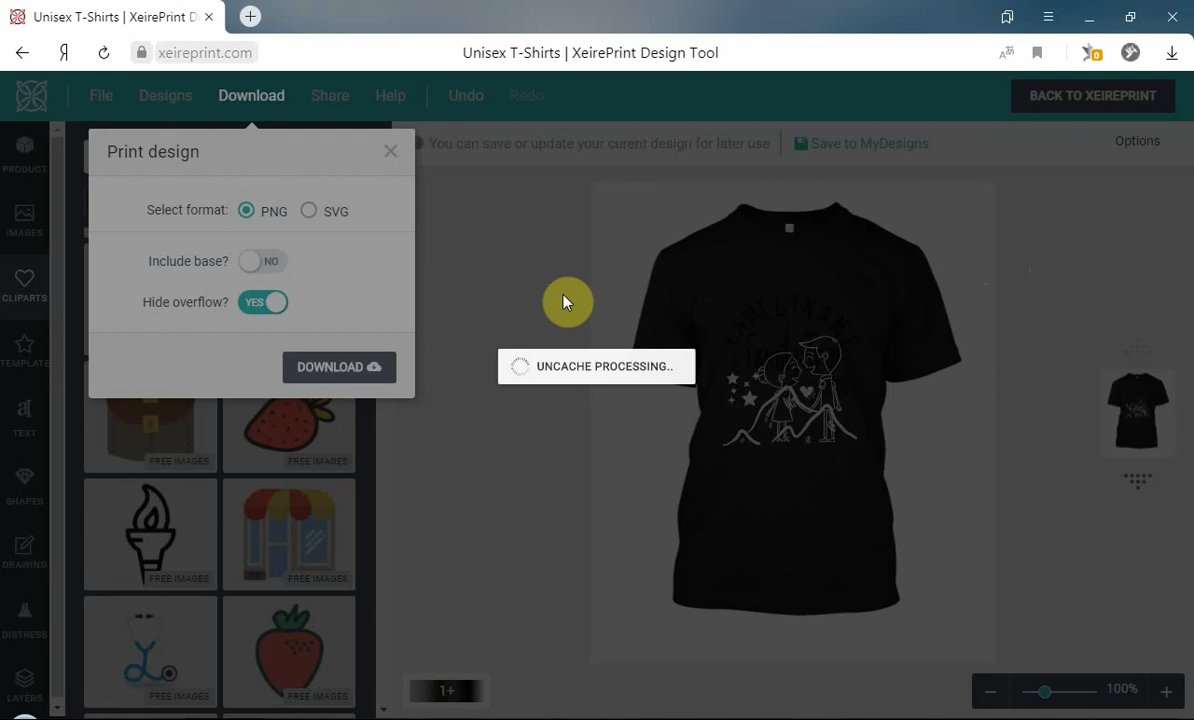 Unisex T-Shirts | XeirePrint D
xeireprint.com
Unisex T-Shirts | XeirePrint Design Tool
0
File
Designs
Download
Share
Help
Undo
Redo
BACK TO XEIREPRINT
You can save or update your curent design for later use
Save to MyDesigns
Options
PRODUCT
IMAGES
CLIPARTS
TEMPLATE
TEXT
SHAPES
DRAWING
DISTRESS
LAYERS
Print design
Select format:
PNG
SVG
Include base?
NO
Hide overflow?
YES
DOWNLOAD
UNCACHE PROCESSING..
FREE IMAGES
FREE IMAGES
FREE IMAGES
FREE IMAGES
FREE IMAGES
FREE IMAGES
1+
100%